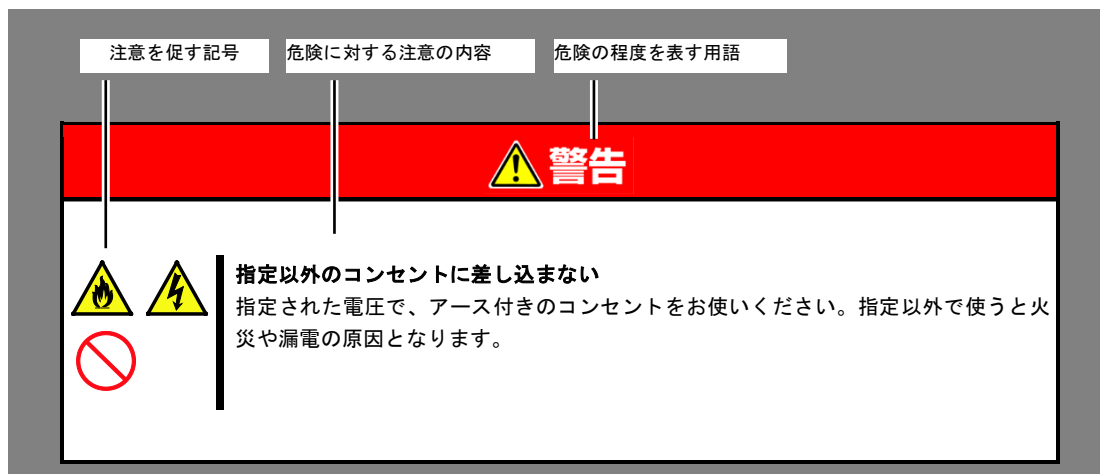 注意を促す記号
危険に対する注意の内容
危険の程度を表す用語
警告
指定以外のコンセントに差し込まない
指定された電圧で、アース付きのコンセントをお使いください。指定以外で使うと火
災や漏電の原因となります。